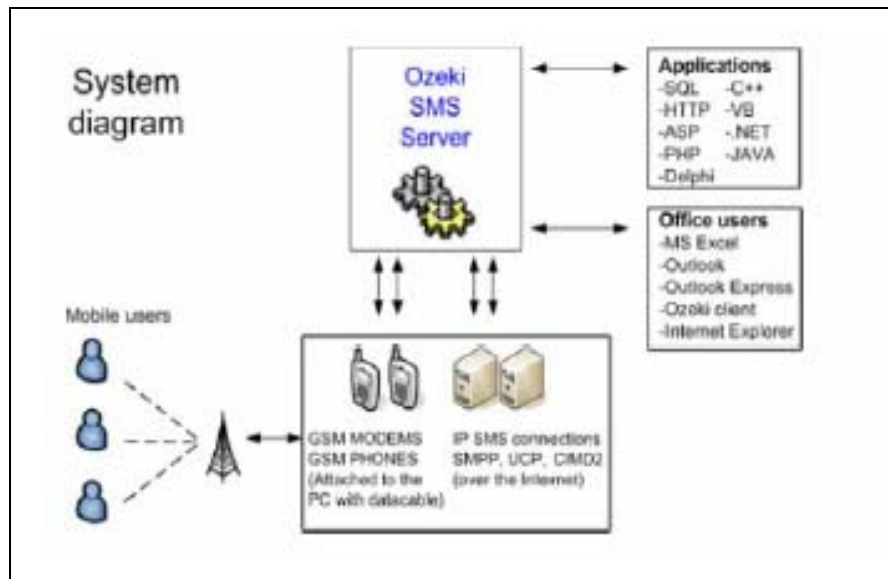 System
diagram
Ozeki
SMS
Server
Applications
-SQL -C++
-HTTP -VB
-ASP -.NET
-PHP -JAVA
-Delphi
Office users
-MS Excel
-Outlook
-Outlook Express
-Ozeki client
-Internet Explorer
Mobile users
GSM MODEMS
GSM PHONES
(Attached to the
PC with datacable)
IP SMS connections
SMPP, UCP, CIMD2
(over the Internet)